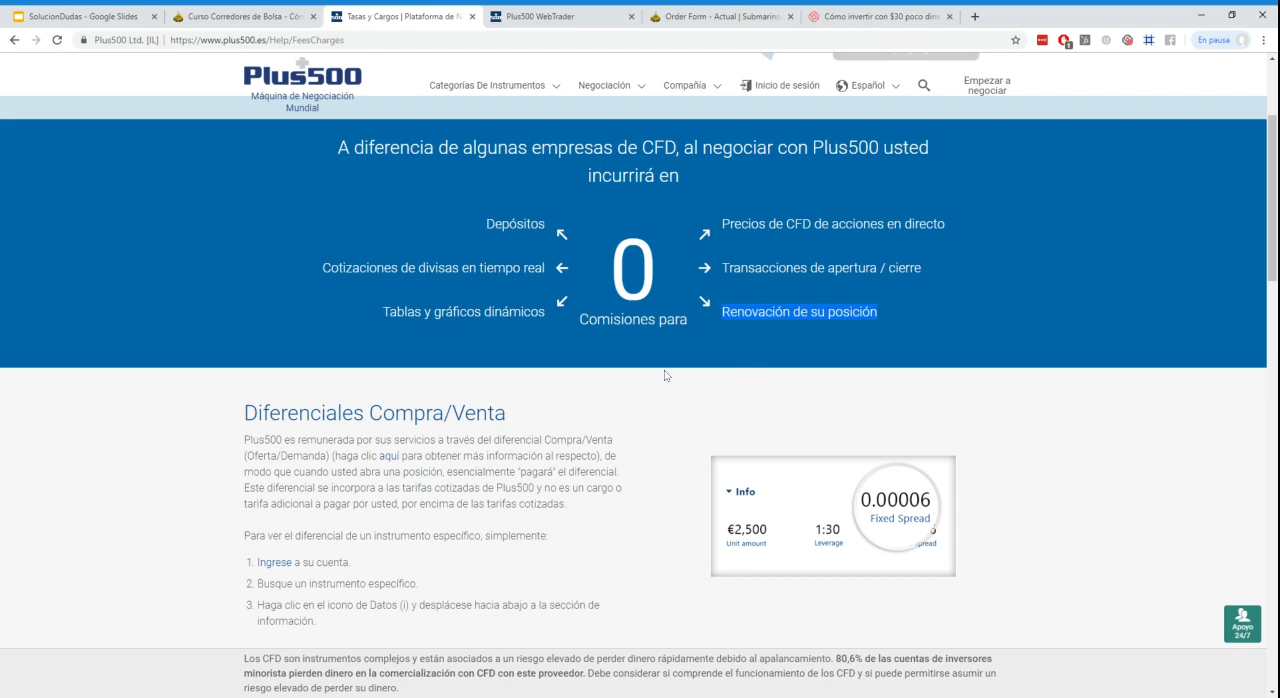 SolucionDudas - Google Slides
Curso Corredores de Bolsa - Cóm
Tasas y Cargos | Plataforma de N
Plus500 WebTrader
Order Form - Actual | Submarino
Cómo invertir con $30 poco dine
Plus500 Ltd. [IL] | https://www.plus500.es/Help/FeesCharges
1
En pausa
Plus500
Máquina de Negociación
Mundial
Categorías De Instrumentos
Negociación
Compañía
Inicio de sesión
Español
Empezar a
negociar
A diferencia de algunas empresas de CFD, al negociar con Plus500 usted
incurrirá en
Depósitos
Cotizaciones de divisas en tiempo real
Tablas y gráficos dinámicos
0
Comisiones para
Precios de CFD de acciones en directo
Transacciones de apertura / cierre
Renovación de su posición
Diferenciales Compra/Venta
Plus500 es remunerada por sus servicios a través del diferencial Compra/Venta
(Oferta/Demanda) (haga clic aquí para obtener más información al respecto), de
modo que cuando usted abra una posición, esencialmente "pagará" el diferencial.
Este diferencial se incorpora a las tarifas cotizadas de Plus500 y no es un cargo o
tarifa adicional a pagar por usted, por encima de las tarifas cotizadas.
Para ver el diferencial de un instrumento específico, simplemente:
1. Ingrese a su cuenta.
2. Busque un instrumento específico.
3. Haga clic en el icono de Datos (i) y desplácese hacia abajo a la sección de
información.
Info
€2,500
Unit amount
1:30
Leverage
0.00006
Fixed Spread
pread
Apoyo
24/7
Los CFD son instrumentos complejos y están asociados a un riesgo elevado de perder dinero rápidamente debido al apalancamiento. 80,6% de las cuentas de inversores
minorista pierden dinero en la comercialización con CFD con este proveedor. Debe considerar si comprende el funcionamiento de los CFD y si puede permitirse asumir un
riesgo elevado de perder su dinero.